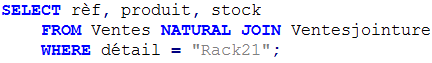 SELECT rèf, produit, stock
FROM Ventes NATURAL JOIN Ventesjointure
WHERE détail = "Rack21";